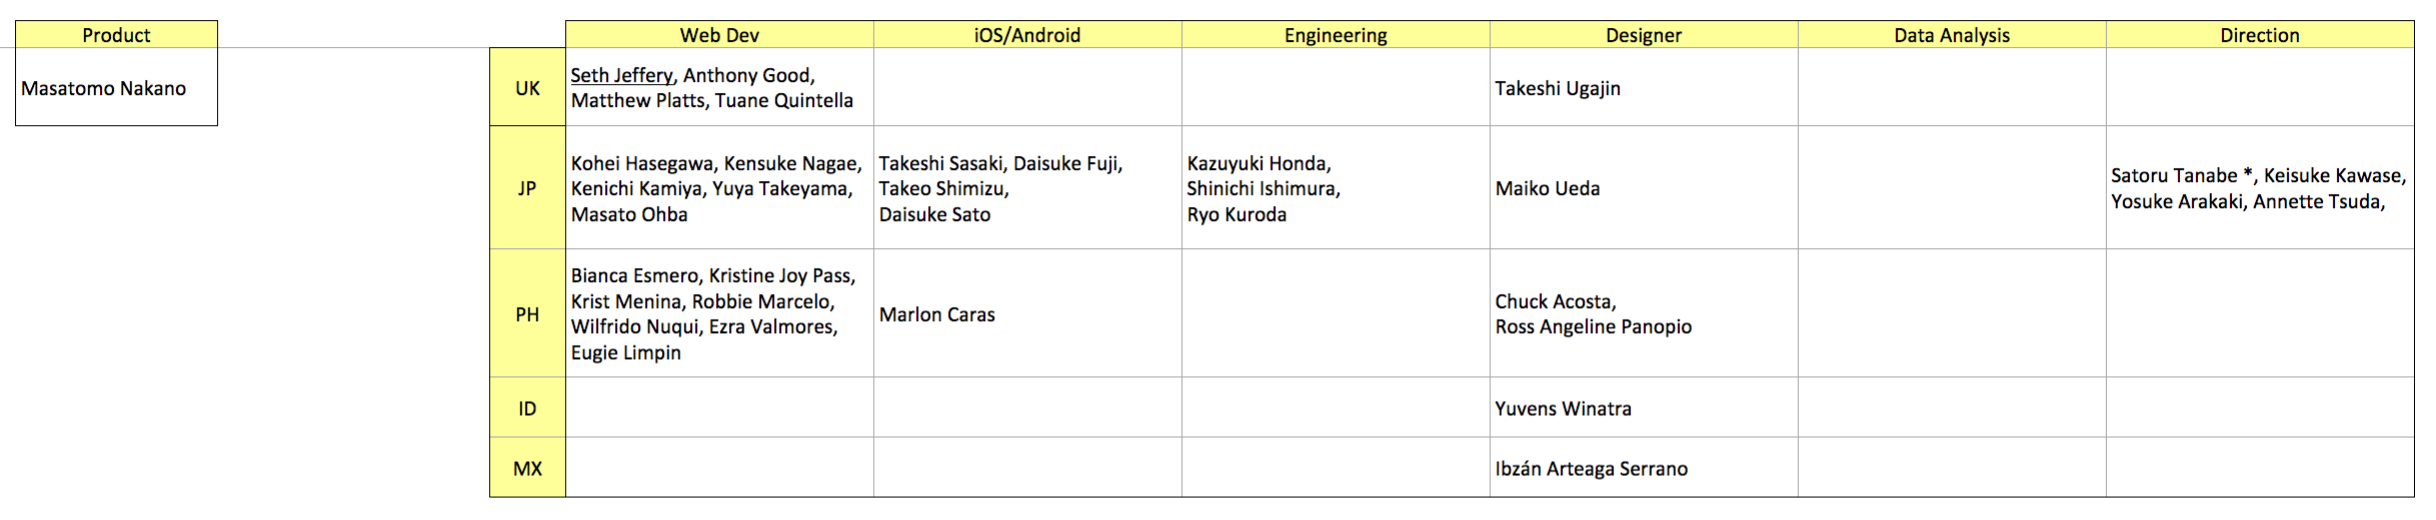 Product
Masatomo Nakano
Web Dev
iOS/Android
Engineering
Designer
Data Analysis
Direction
UK
Seth Jeffery, Anthony Good,
Matthew Platts, Tuane Quintella
Takeshi Ugajin
JP
Kohei Hasegawa, Kensuke Nagae,
Kenichi Kamiya, Yuya Takeyama,
Masato Ohba
Takeshi Sasaki, Daisuke Fuji,
Takeo Shimizu,
Daisuke Sato
Kazuyuki Honda,
Shinichi Ishimura,
Ryo Kuroda
Maiko Ueda
Satoru Tanabe *, Keisuke Kawase,
Yosuke Arakaki, Annette Tsuda,
PH
Bianca Esmero, Kristine Joy Pass,
Krist Menina, Robbie Marcelo,
Wilfrido Nuqui, Ezra Valmores,
Eugie Limpin
Marlon Caras
Chuck Acosta,
Ross Angeline Panopio
ID
Yuvens Winatra
MX
Ibzán Arteaga Serrano